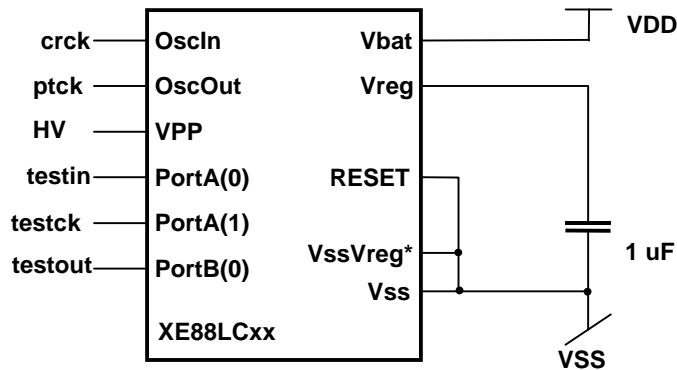 crck OscIn Vbat VDD
ptck OscOut Vreg
HV VPP
testin PortA(0) RESET
testck PortA(1)
testout PortB(0) VssVreg* 1 uF
Vss
XE88LCxx
VSS